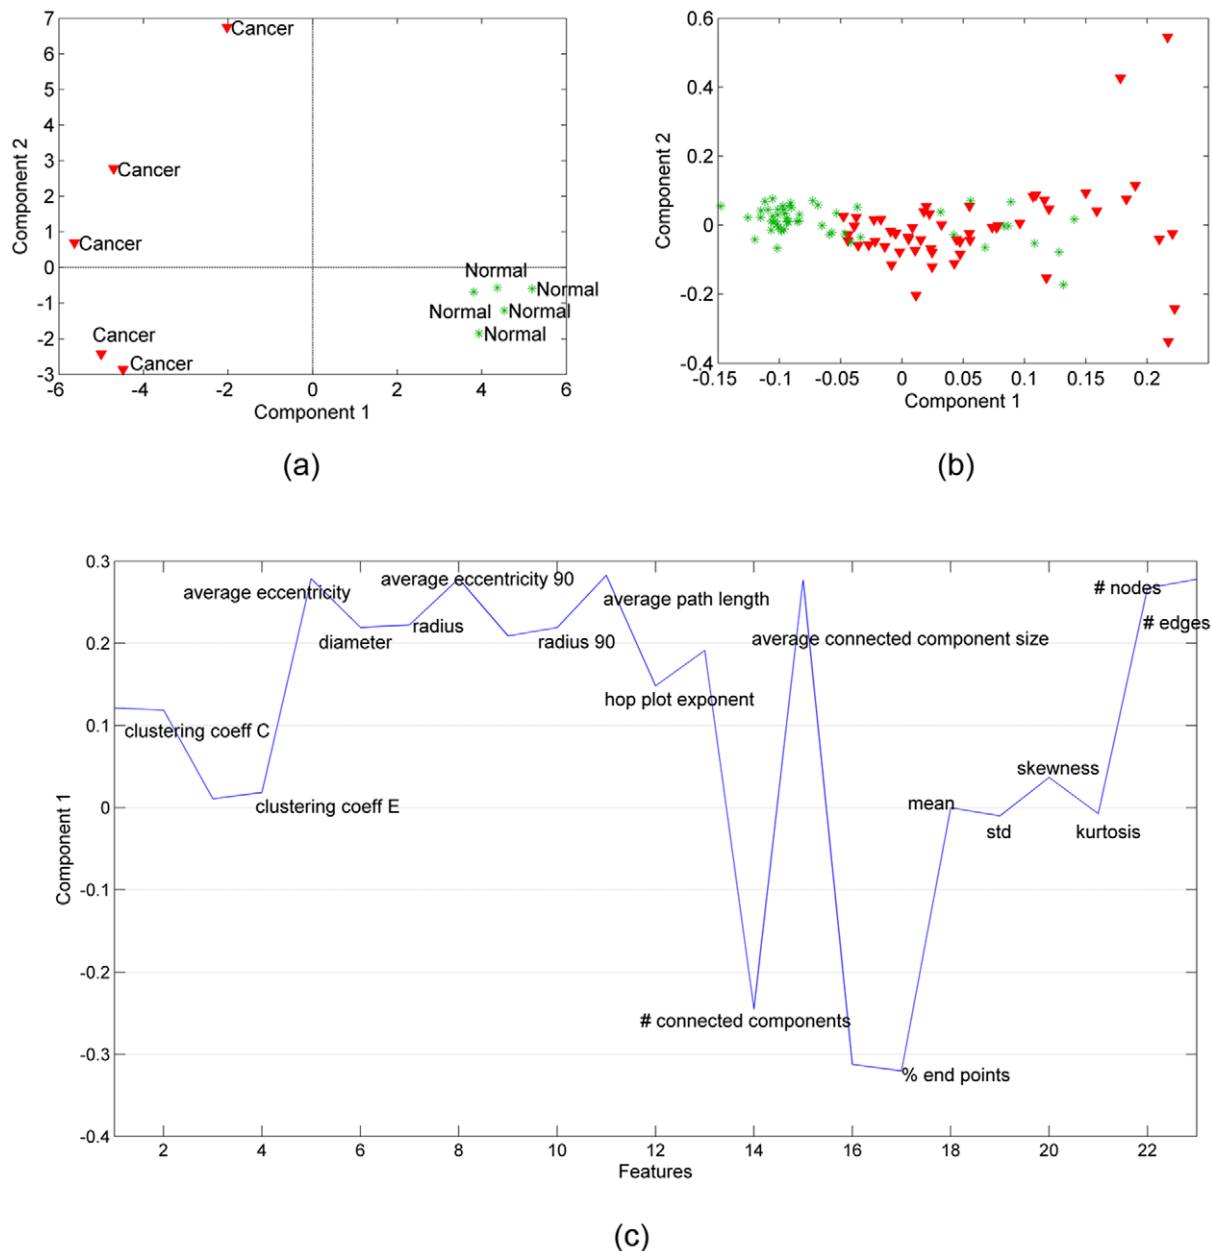 7
6
5
4
3
2
1
0
-1
-2
-3
-6
-4
-2
0
2
4
6
Component 2
Component 1
Cancer
Cancer
Cancer
Cancer
Cancer
Normal
Normal
Normal Normal
Normal
(a)
0.6
0.4
0.2
0
-0.2
-0.4
-0.15
-0.1
-0.05
0
0.05
0.1
0.15
0.2
Component 2
Component 1
(b)
0.3
0.2
0.1
0
-0.1
-0.2
-0.3
-0.4
2
4
6
8
10
12
14
16
18
20
22
Component 1
Features
average eccentricity
average eccentricity 90
diameter
radius
radius 90
average path length
# nodes
# edges
average connected component size
hop plot exponent
clustering coeff C
clustering coeff E
skewness
mean
std
kurtosis
# connected components
% end points
(c)